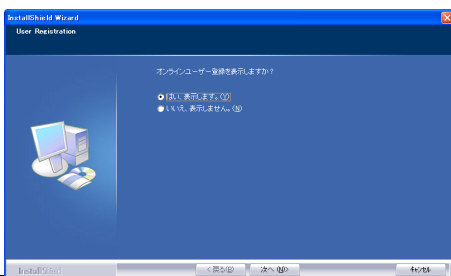 InstallShield Wizard
User Registration
オンラインユーザー登録を表示しますか?
はい、表示します。(Y)
いいえ、表示しません。(N)
InstallShield
< 戻る(B) 次へ (N)> キャンセル